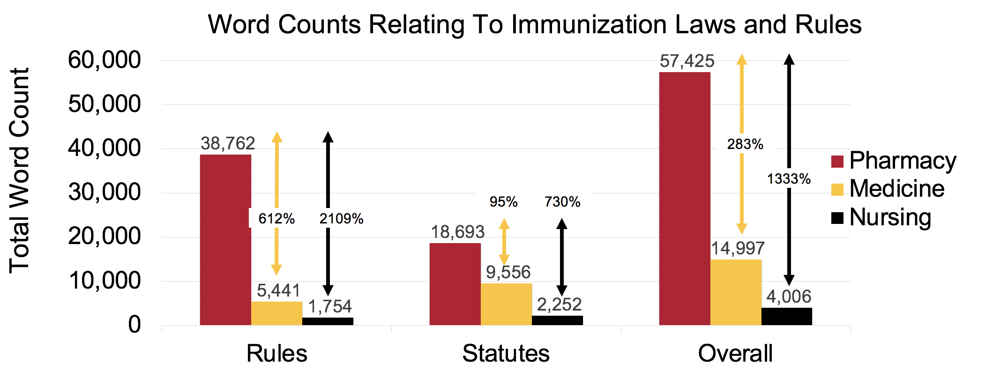 Word Counts Relating To Immunization Laws and Rules
Total Word Count
60,000
50,000
40,000
30,000
20,000
10,000
0
38,762
5,441
1,754
612%
2109%
18,693
9,556
2,252
95%
730%
57,425
14,997
4,006
283%
1333%
Rules
Statutes
Overall
Pharmacy
Medicine
Nursing